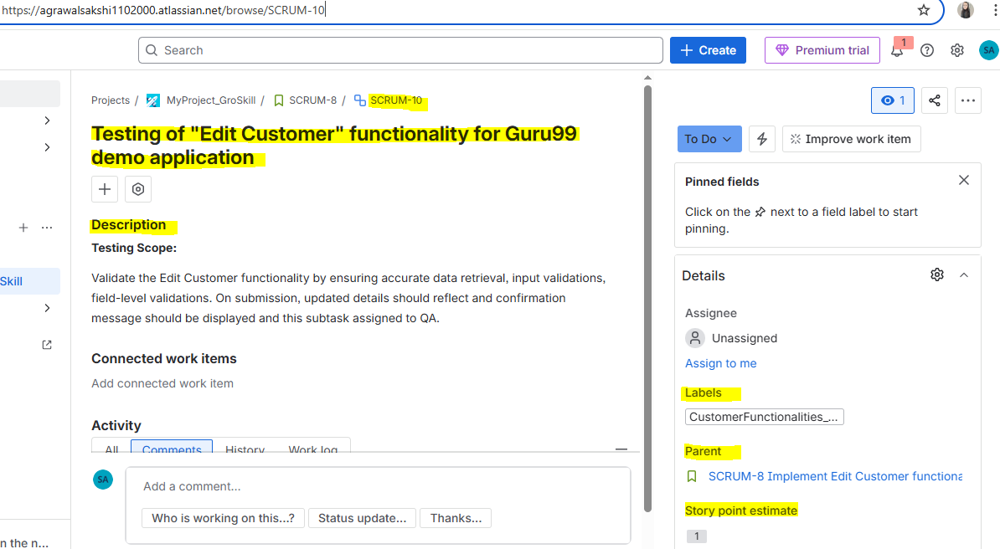 https://agrawalsakshi1102000.atlassian.net/browse/SCRUM-10
Search
Create
Premium trial
1
SA
Projects / MyProject_GroSkill / SCRUM-8 / SCRUM-10
1
Testing of "Edit Customer" functionality for Guru99
demo application
To Do
Improve work item
Pinned fields
Click on the next to a field label to start
pinning.
Description
Testing Scope:
Validate the Edit Customer functionality by ensuring accurate data retrieval, input validations,
field-level validations. On submission, updated details should reflect and confirmation
message should be displayed and this subtask assigned to QA.
Skill
Details
Assignee
Unassigned
Assign to me
Connected work items
Add connected work item
Labels
CustomerFunctionalities_...
Activity
All Comments History Work log
Parent
SCRUM-8 Implement Edit Customer functiona
SA
Add a comment...
Who is working on this...? Status update... Thanks...
Story point estimate
1
n the n...